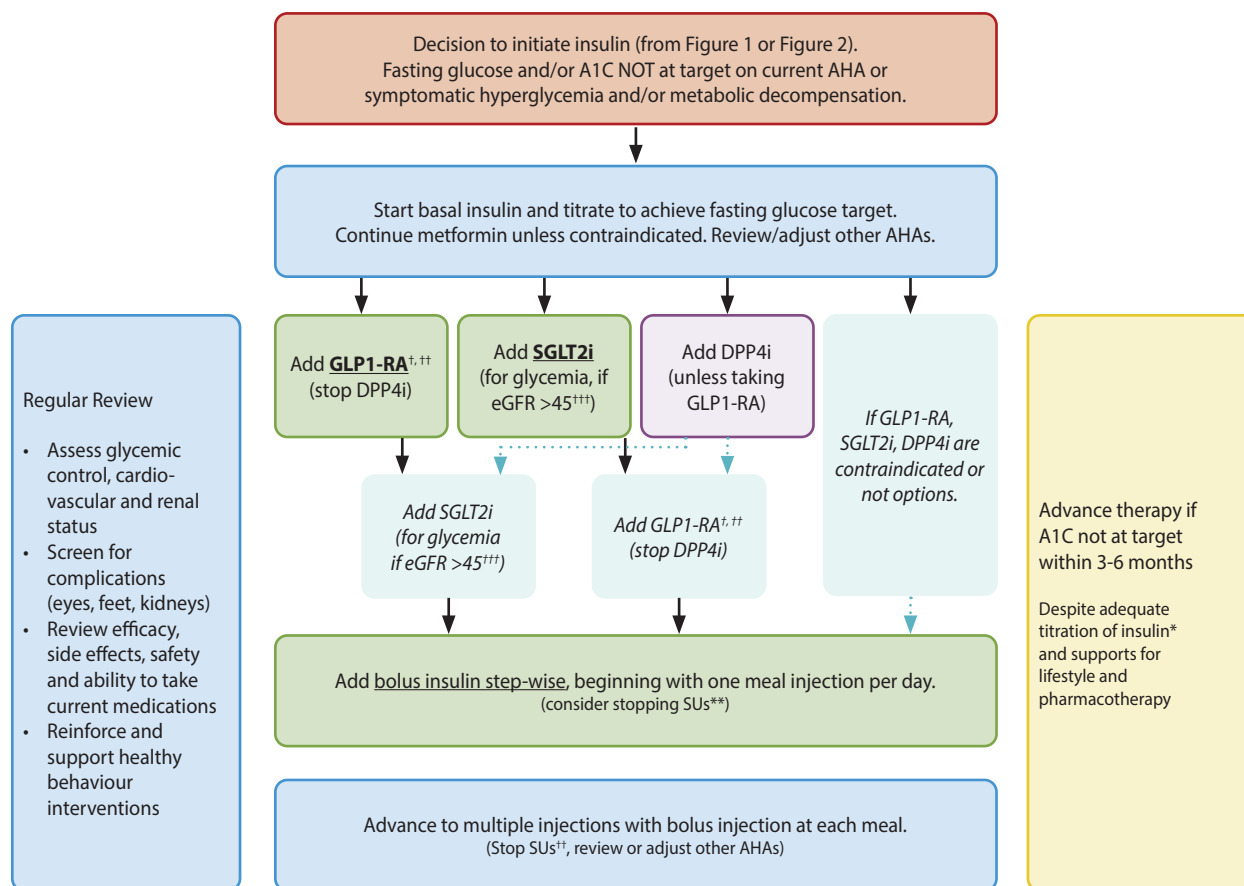 Decision to initiate insulin (from Figure 1 or Figure 2).
Fasting glucose and/or A1C NOT at target on current AHA or
symptomatic hyperglycemia and/or metabolic decompensation.
Start basal insulin and titrate to achieve fasting glucose target.
Continue metformin unless contraindicated. Review/adjust other AHAs.
Regular Review
• Assess glycemic
control, cardio-
vascular and renal
status
• Screen for
complications
(eyes, feet, kidneys)
• Review efficacy,
side effects, safety
and ability to take
current medications
• Reinforce and
support healthy
behaviour
interventions
Add GLP1-RA†, ††
(stop DPP4i)
Add SGLT2i
(for glycemia, if
eGFR >45†††)
Add DPP4i
(unless taking
GLP1-RA)
If GLP1-RA,
SGLT2i, DPP4i are
contraindicated or
not options.
Add SGLT2i
(for glycemia
if eGFR >45†††)
Add GLP1-RA†, ††
(stop DPP4i)
Add bolus insulin step-wise, beginning with one meal injection per day.
(consider stopping SUs**)
Advance to multiple injections with bolus injection at each meal.
(Stop SUs††, review or adjust other AHAs)
Advance therapy if
A1C not at target
within 3-6 months
Despite adequate
titration of insulin*
and supports for
lifestyle and
pharmacotherapy